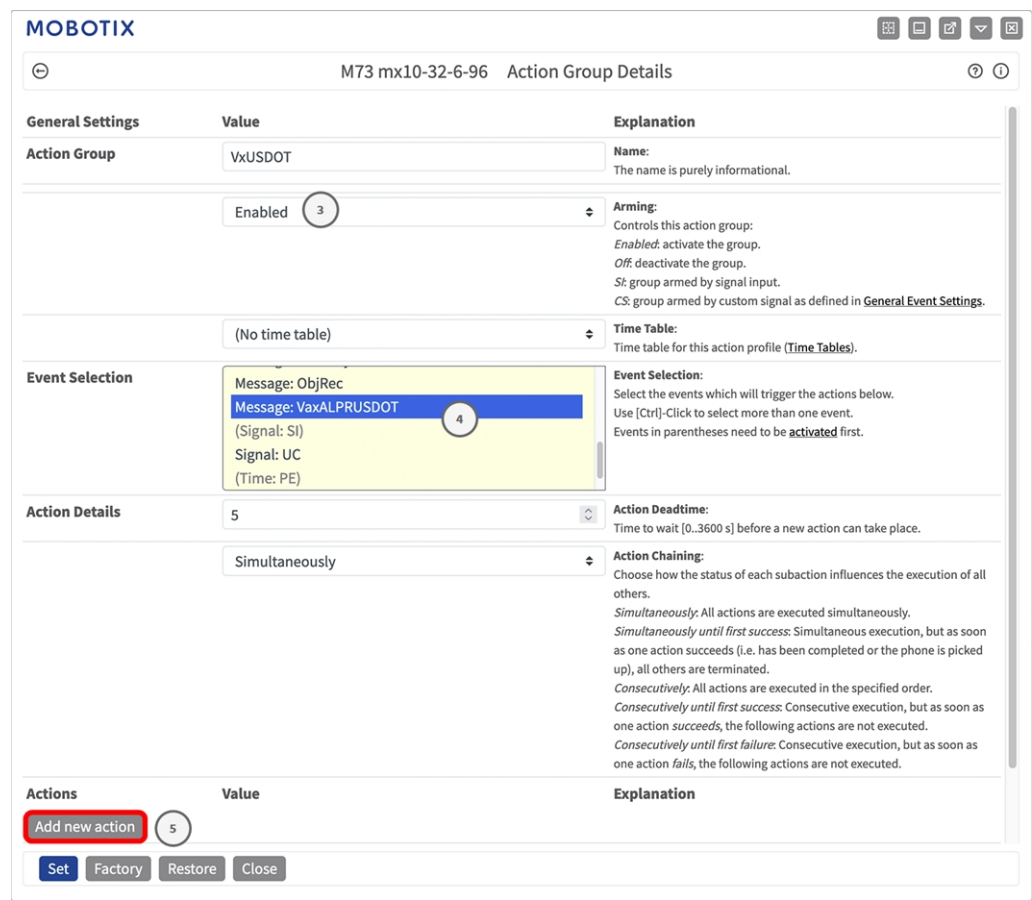 MOBOTIX
M73 mx10-32-6-96 Action Group Details
General Settings Value Explanation
Action Group VxUSDOT Name:
The name is purely informational.
Enabled 3 Arming:
Controls this action group:
Enabled: activate the group.
Off: deactivate the group.
SI: group armed by signal input.
CS: group armed by custom signal as defined in General Event Settings.
(No time table) Time Table:
Time table for this action profile (Time Tables).
Event Selection Event Selection:
Message: ObjRec Select the events which will trigger the actions below.
Message: VaxALPRUSDOT 4 Use [Ctrl]-Click to select more than one event.
(Signal: SI) Events in parentheses need to be activated first.
Signal: UC
(Time: PE)
Action Details 5 Action Deadtime:
Time to wait [0..3600 s] before a new action can take place.
Simultaneously Action Chaining:
Choose how the status of each subaction influences the execution of all
others.
Simultaneously: All actions are executed simultaneously.
Simultaneously until first success: Simultaneous execution, but as soon
as one action succeeds (i.e. has been completed or the phone is picked
up), all others are terminated.
Consecutively: All actions are executed in the specified order.
Consecutively until first success: Consecutive execution, but as soon as
one action succeeds, the following actions are not executed.
Consecutively until first failure: Consecutive execution, but as soon as
one action fails, the following actions are not executed.
Actions Value Explanation
Add new action 5
Set Factory Restore Close